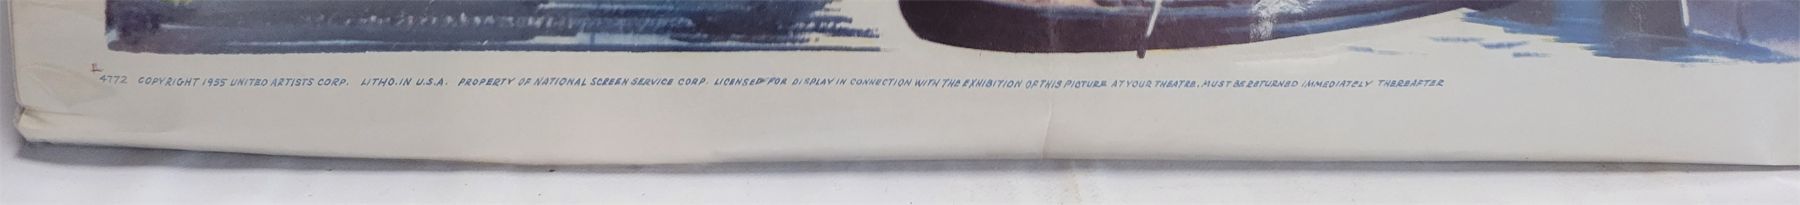 4772 COPYRIGHT 1955 UNITED ARTISTS CORP. LITHO. IN U.S.A. PROPERTY OF NATIONAL SCREEN SERVICE CORP. LICENSED FOR DISPLAY IN CONNECTION WITH THE EXHIBITION OF THIS PICTURE AT YOUR THEATRE. MUST BE RETURNED IMMEDIATELY THEREAFTER